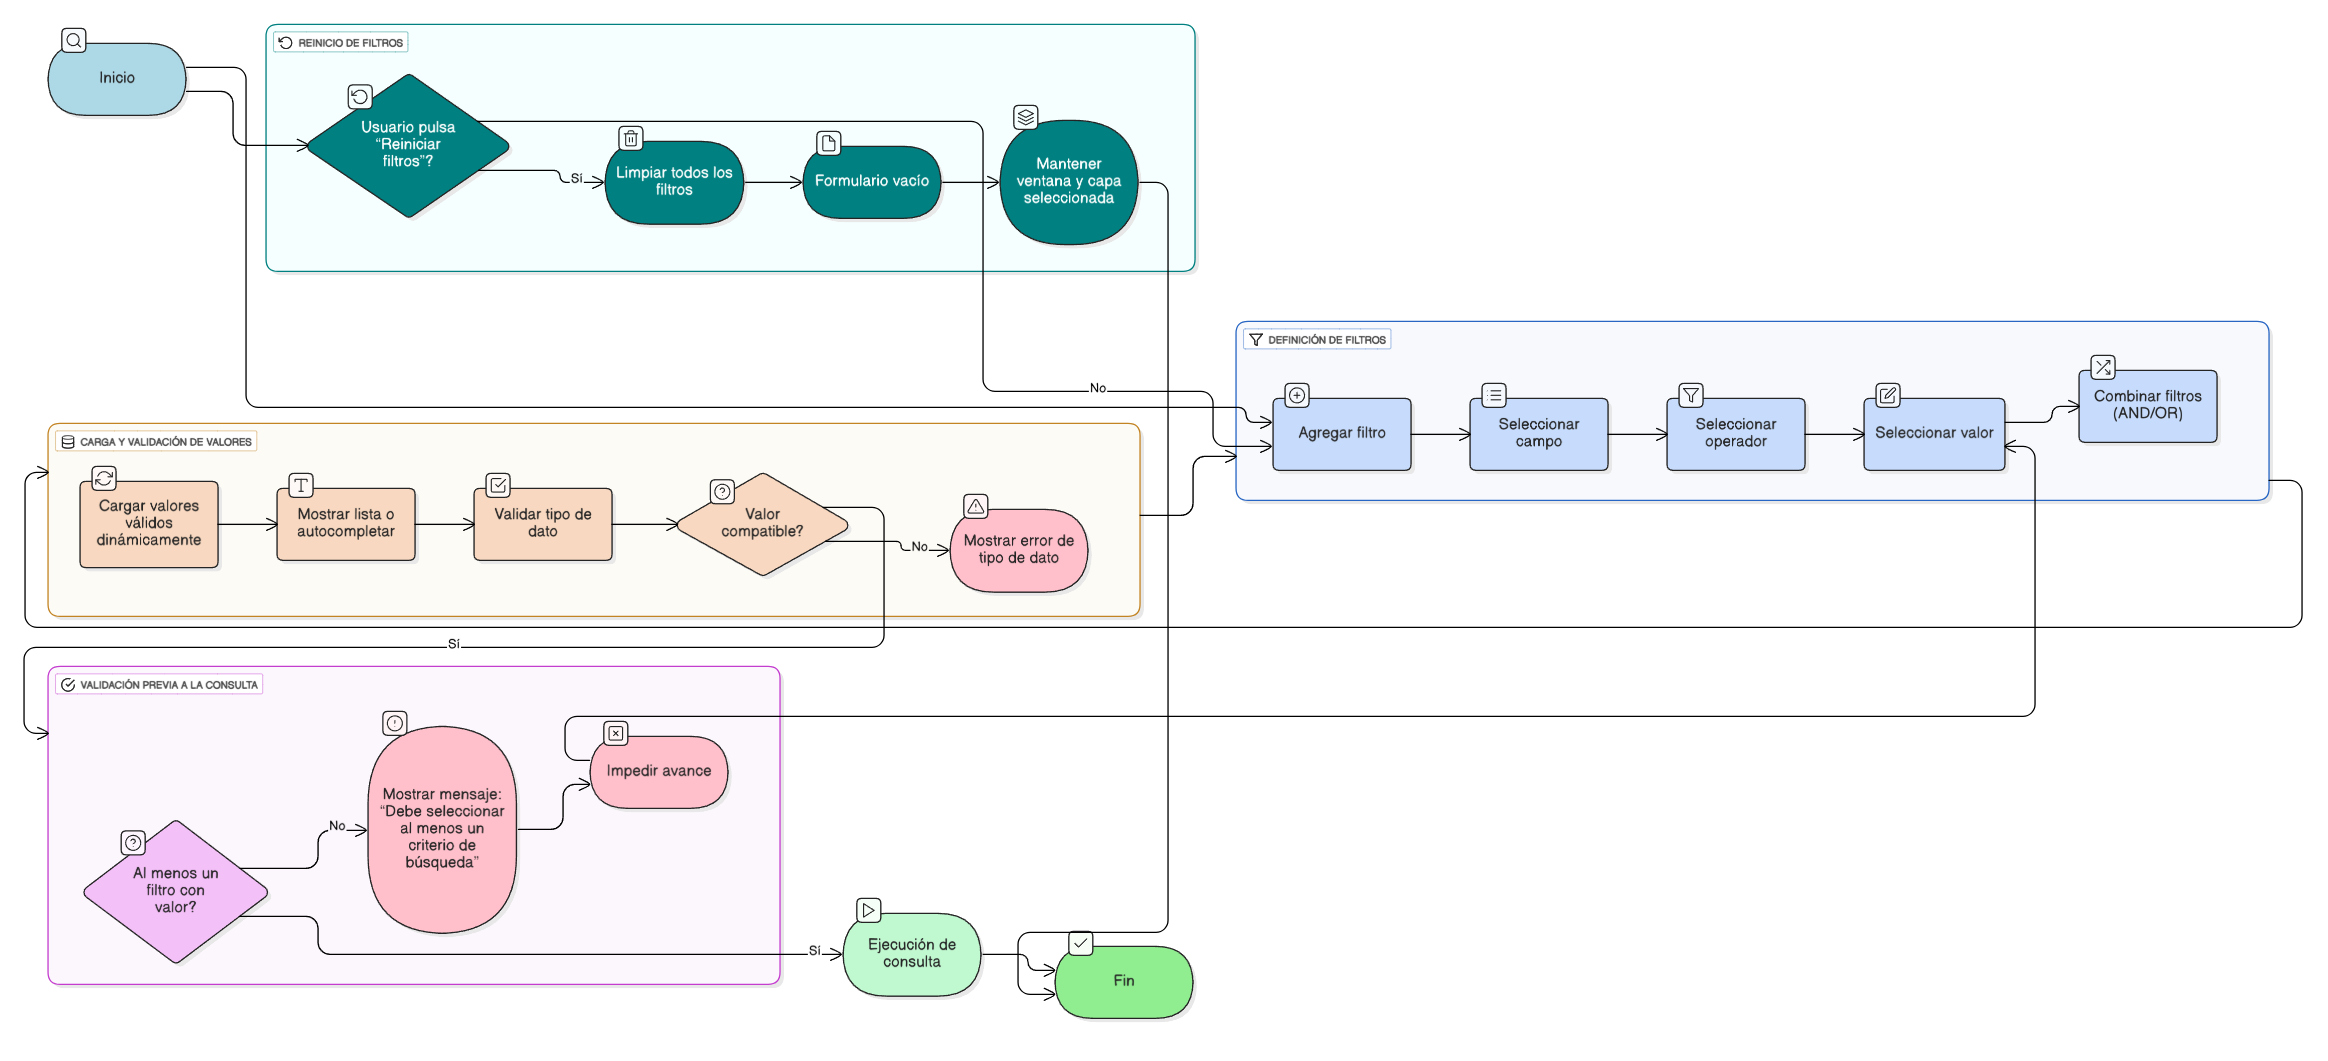 Inicio
REINICIO DE FILTROS
Usuario pulsa
“Reiniciar
filtros”?
Sí
Limpiar todos los
filtros
Formulario vacío
Mantener
ventana y capa
seleccionada
No
DEFINICIÓN DE FILTROS
Agregar filtro
Seleccionar
campo
Seleccionar
operador
Seleccionar valor
Combinar filtros
(AND/OR)
CARGA Y VALIDACIÓN DE VALORES
Cargar valores
válidos
dinámicamente
Mostrar lista o
autocompletar
Validar tipo de
dato
Valor
compatible?
No
Mostrar error de
tipo de dato
Sí
VALIDACIÓN PREVIA A LA CONSULTA
Al menos un
filtro con
valor?
No
Mostrar mensaje:
“Debe seleccionar
al menos un
criterio de
búsqueda”
Impedir avance
Sí
Ejecución de
consulta
Fin